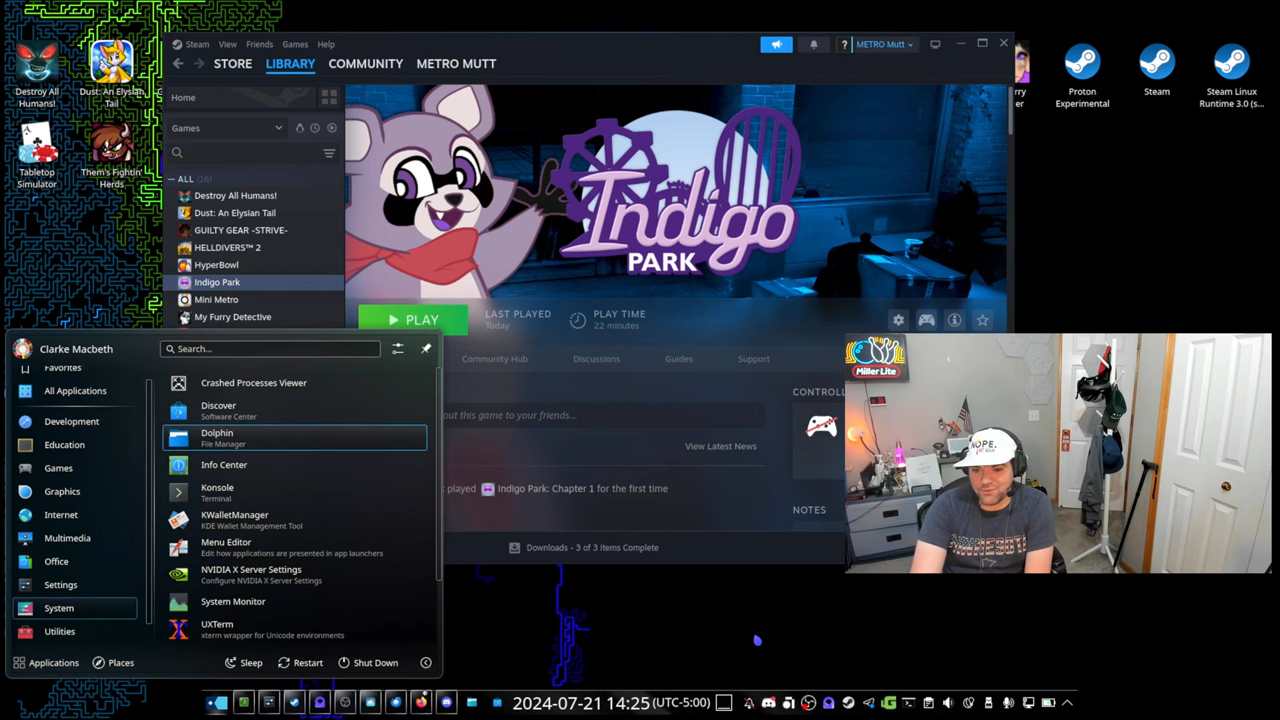 Destroy All
Humans!
Dust: An Elysian
Tail
Tabletop
Simulator
Them's Fightin'
Herds
Steam
View
Friends
Games
Help
METRO Mutt
STORE
LIBRARY
COMMUNITY
METRO MUTT
Home
Games
ALL (16)
Destroy All Humans!
Dust: An Elysian Tail
GUILTY GEAR -STRIVE-
HELLDIVERS™ 2
HyperBowl
Indigo Park
Mini Metro
My Furry Detective
Indigo
PARK
PLAY
LAST PLAYED
Today
PLAY TIME
22 minutes
Community Hub
Discussions
Guides
Support
out this game to your friends...
View Latest News
played Indigo Park: Chapter 1 for the first time
CONTROLL
NOTES
Downloads - 3 of 3 Items Complete
Proton
Experimental
Steam
Steam Linux
Runtime 3.0 (s...
Clarke Macbeth
Search...
Favorites
All Applications
Development
Education
Games
Graphics
Internet
Multimedia
Office
Settings
System
Utilities
Crashed Processes Viewer
Discover
Software Center
Dolphin
File Manager
Info Center
Konsole
Terminal
KWalletManager
KDE Wallet Management Tool
Menu Editor
Edit how applications are presented in app launchers
NVIDIA X Server Settings
Configure NVIDIA X Server Settings
System Monitor
UXTerm
xterm wrapper for Unicode environments
Applications
Places
Sleep
Restart
Shut Down
Miller Lite
NOPE.
2024-07-21 14:25 (UTC-5:00)